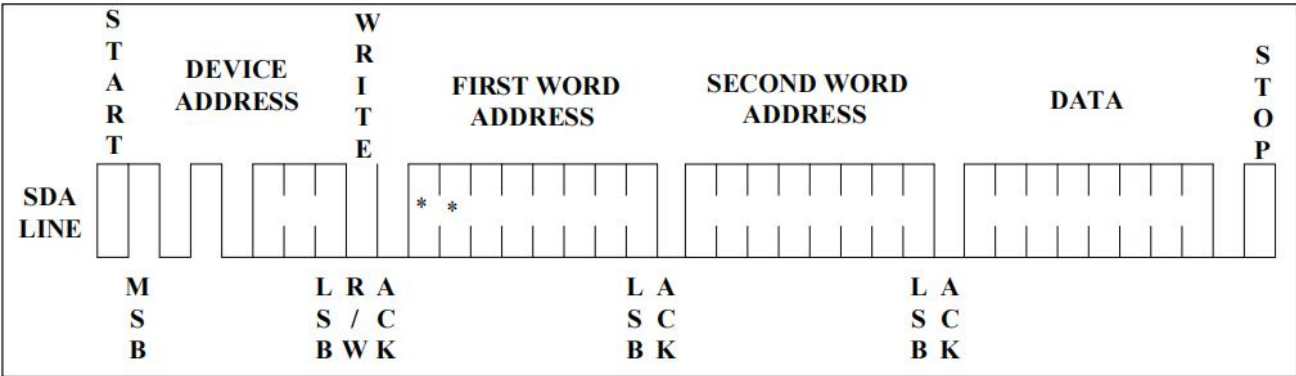 START
WRITE
STOP
DEVICE
ADDRESS
FIRST WORD
ADDRESS
SECOND WORD
ADDRESS
DATA
SDA
LINE
* *
MSB
LSB
R/W
ACK
LSB
ACK
LSB
ACK